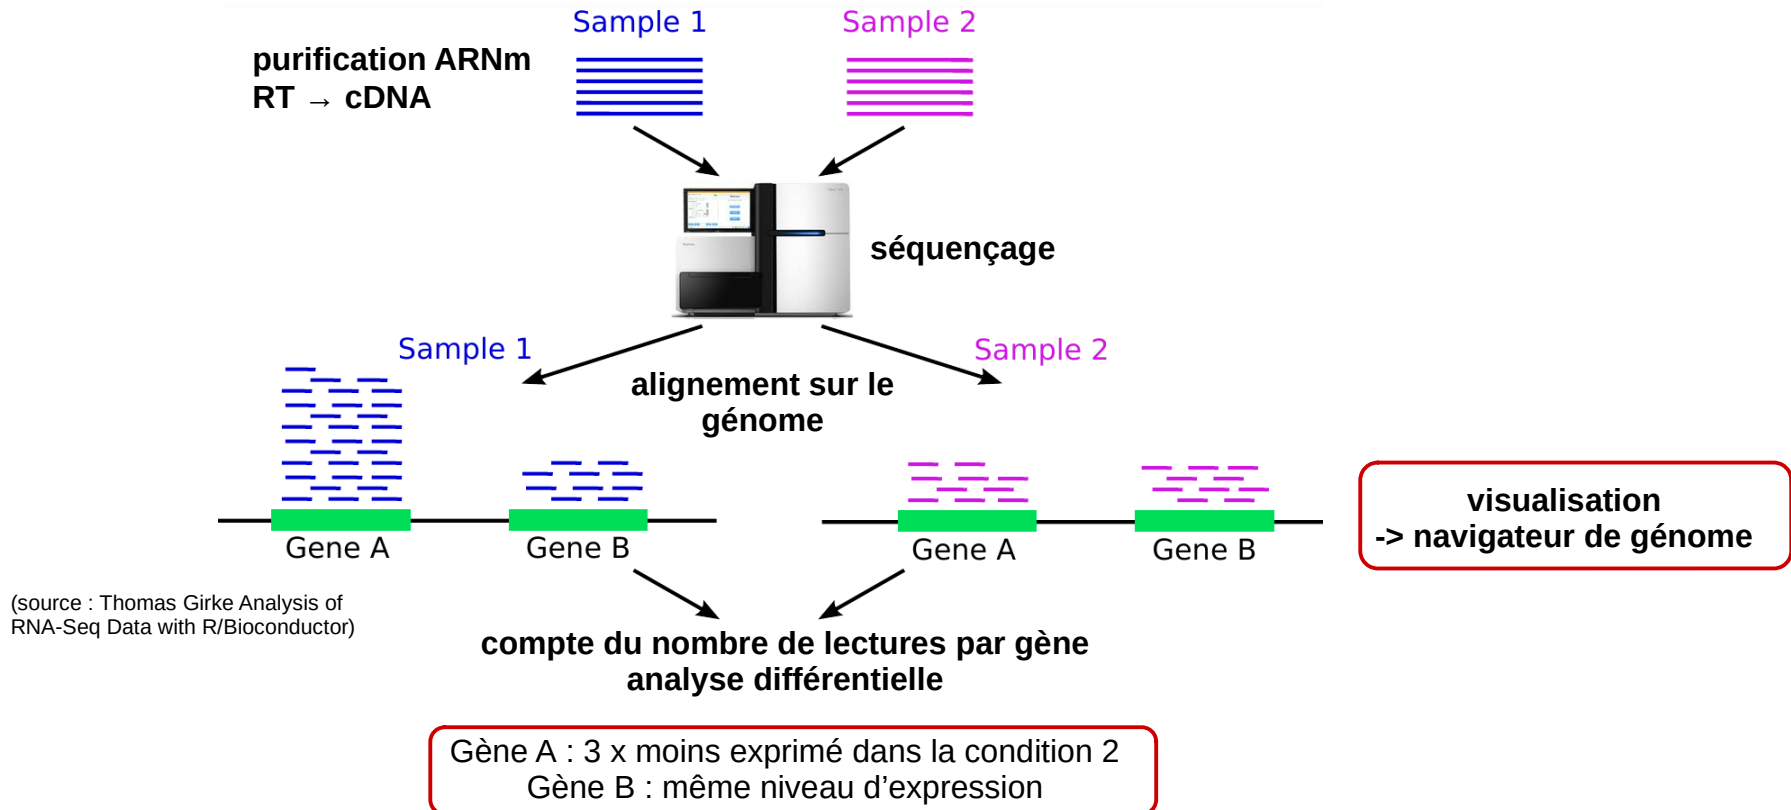 Sample 1
Sample 2
purification ARNm
RT → cDNA
séquençage
Sample 1
Sample 2
alignement sur le
génome
Gene A
Gene B
Gene A
Gene B
visualisation
-> navigateur de génome
(source : Thomas Girke Analysis of
RNA-Seq Data with R/Bioconductor)
compte du nombre de lectures par gène
analyse différentielle
Gène A : 3 x moins exprimé dans la condition 2
Gène B : même niveau d’expression